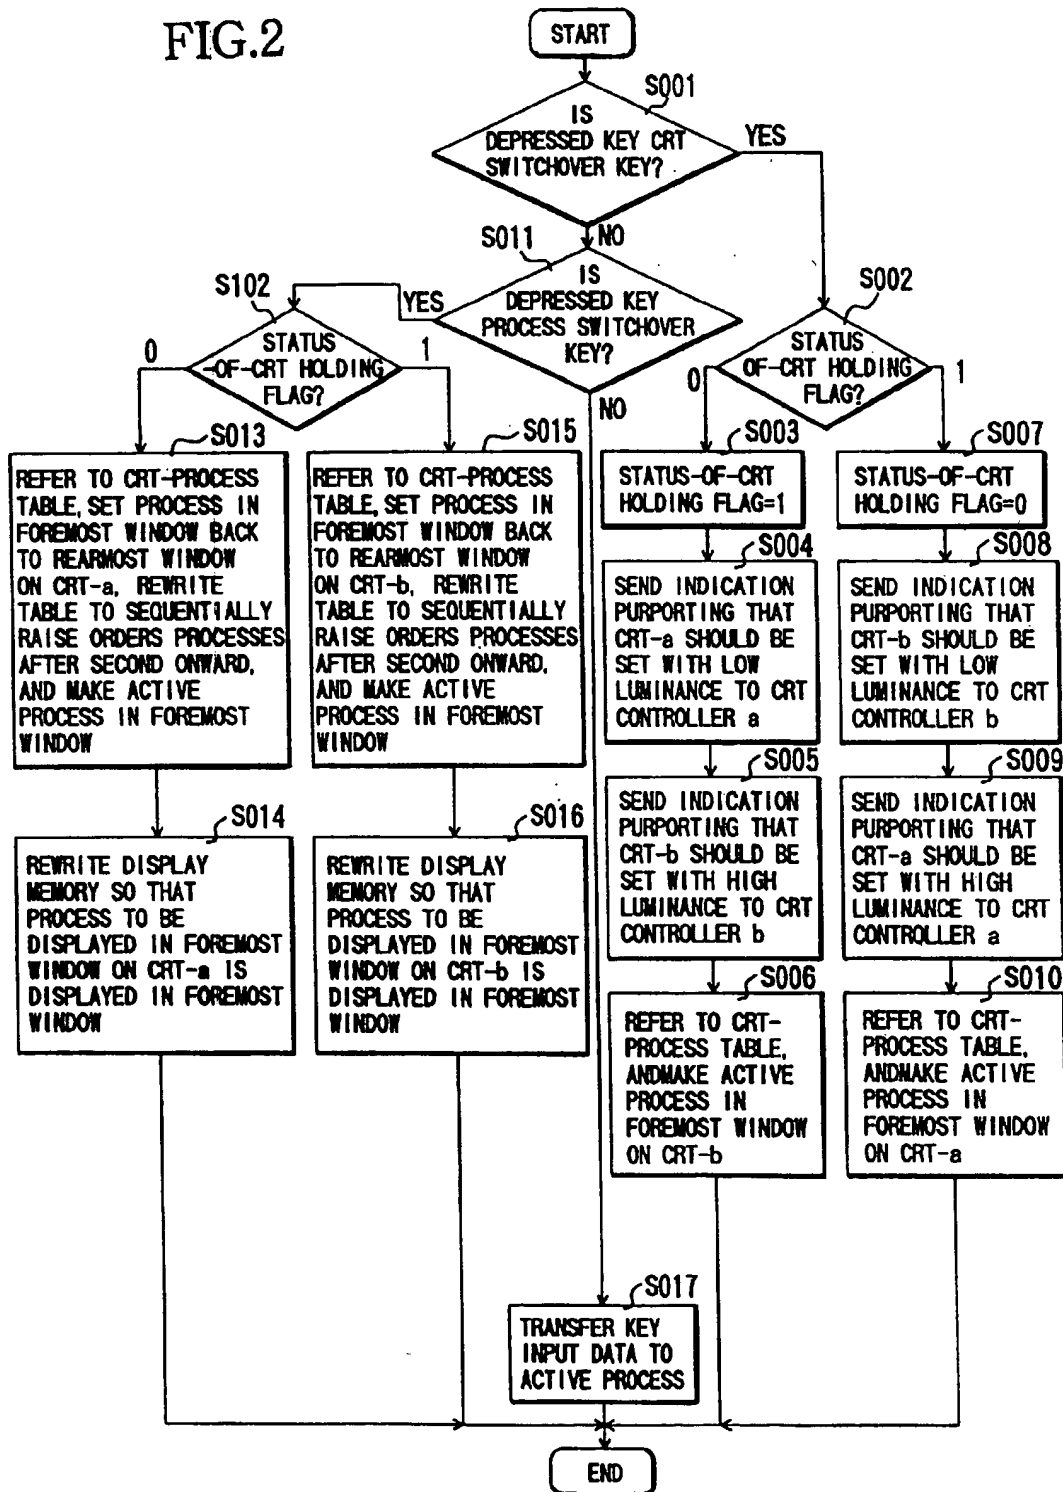 FIG.2
START
S001
IS
DEPRESSED KEY CRT
SWITCHOVER KEY?
YES
NO
S011
IS
DEPRESSED KEY
PROCESS SWITCHOVER
KEY?
YES
NO
S102
STATUS
-OF-CRT HOLDING
FLAG?
0
1
S002
STATUS
OF-CRT HOLDING
FLAG?
0
1
S013
REFER TO CRT-PROCESS
TABLE, SET PROCESS IN
FOREMOST WINDOW BACK
TO REARMOST WINDOW
ON CRT-a, REWRITE
TABLE TO SEQUENTIALLY
RAISE ORDERS PROCESSES
AFTER SECOND ONWARD,
AND MAKE ACTIVE
PROCESS IN FOREMOST
WINDOW
S015
REFER TO CRT-PROCESS
TABLE, SET PROCESS IN
FOREMOST WINDOW BACK
TO REARMOST WINDOW
ON CRT-b, REWRITE
TABLE TO SEQUENTIALLY
RAISE ORDERS PROCESSES
AFTER SECOND ONWARD,
AND MAKE ACTIVE
PROCESS IN FOREMOST
WINDOW
S003
STATUS-OF-CRT
HOLDING FLAG=1
S007
STATUS-OF-CRT
HOLDING FLAG=0
S004
SEND INDICATION
PURPORTING THAT
CRT-a SHOULD BE
SET WITH LOW
LUMINANCE TO CRT
CONTROLLER a
S008
SEND INDICATION
PURPORTING THAT
CRT-b SHOULD BE
SET WITH LOW
LUMINANCE TO CRT
CONTROLLER b
S005
SEND INDICATION
PURPORTING THAT
CRT-b SHOULD BE
SET WITH HIGH
LUMINANCE TO CRT
CONTROLLER b
S009
SEND INDICATION
PURPORTING THAT
CRT-a SHOULD BE
SET WITH HIGH
LUMINANCE TO CRT
CONTROLLER a
S014
REWRITE DISPLAY
MEMORY SO THAT
PROCESS TO BE
DISPLAYED IN FOREMOST
WINDOW ON CRT-a IS
DISPLAYED IN FOREMOST
WINDOW
S016
REWRITE DISPLAY
MEMORY SO THAT
PROCESS TO BE
DISPLAYED IN FOREMOST
WINDOW ON CRT-b IS
DISPLAYED IN FOREMOST
WINDOW
S006
REFER TO CRT-
PROCESS TABLE,
ANDMAKE ACTIVE
PROCESS IN
FOREMOST WINDOW
ON CRT-b
S010
REFER TO CRT-
PROCESS TABLE,
ANDMAKE ACTIVE
PROCESS IN
FOREMOST WINDOW
ON CRT-a
S017
TRANSFER KEY
INPUT DATA TO
ACTIVE PROCESS
END